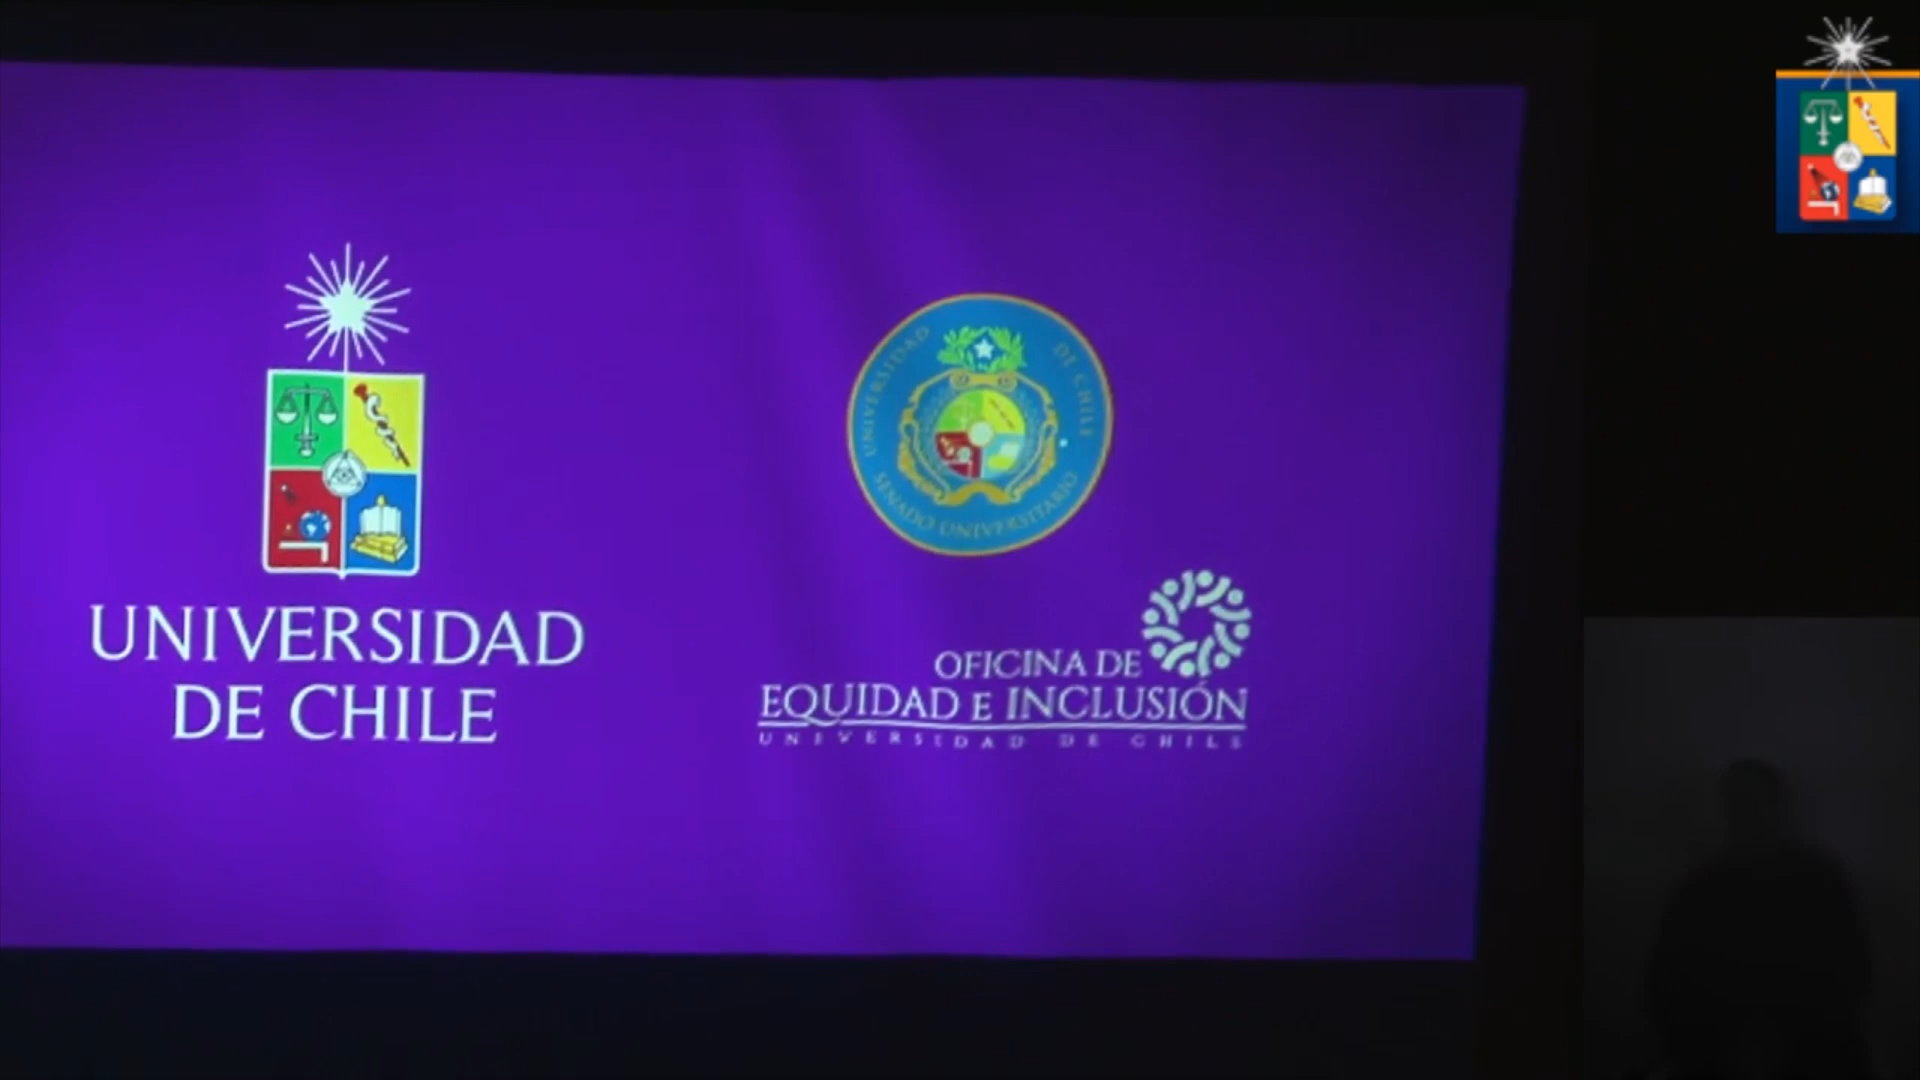 UNIVERSIDAD
DE CHILE
UNIVERSIDAD DE CHILE
SENADO UNIVERSITARIO
OFICINA DE
EQUIDAD E INCLUSIÓN
UNIVERSIDAD DE CHILE